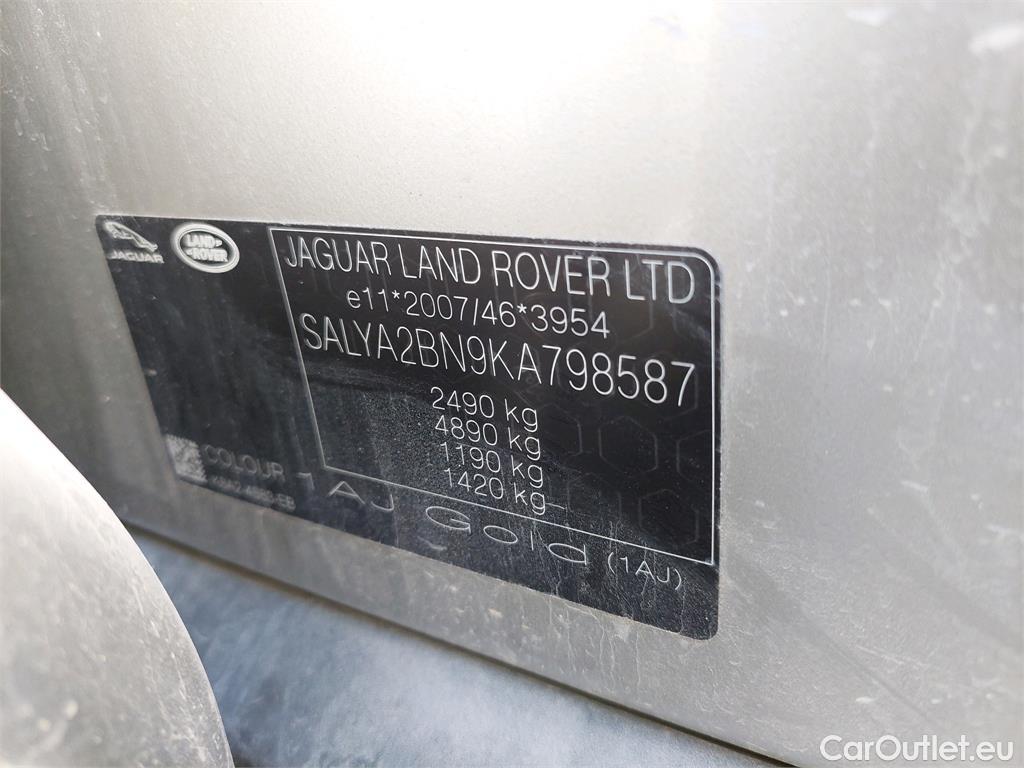 JAGUAR
LAND ROVER
JAGUAR LAND ROVER LTD
e11*2007/46*3954
SALYA2BN9KA798587
2490 kg
4890 kg
1190 kg
1420 kg
COLOUR 1AJ Gold (1AJ)
CarOutlet.eu